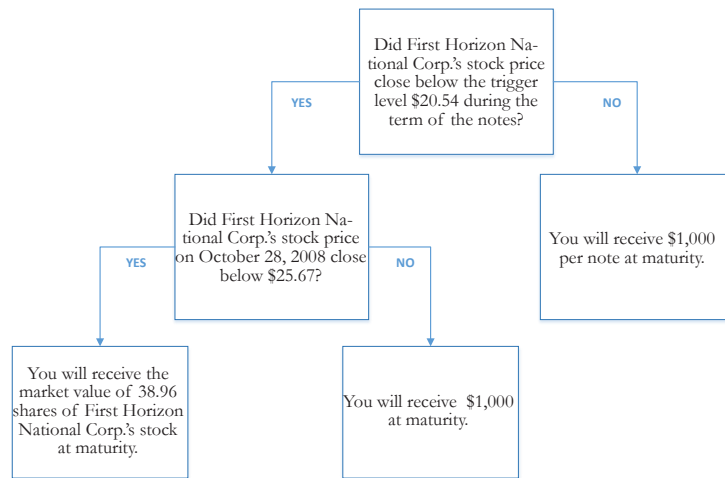 Did First Horizon Na-
tional Corp.'s stock price
close below the trigger
level $20.54 during the
term of the notes?
YES
NO
Did First Horizon Na-
tional Corp.'s stock price
on October 28, 2008 close
below $25.67?
You will receive $1,000
per note at maturity.
YES
NO
You will receive the
market value of 38.96
shares of First Horizon
National Corp.'s stock
at maturity.
You will receive $1,000
at maturity.